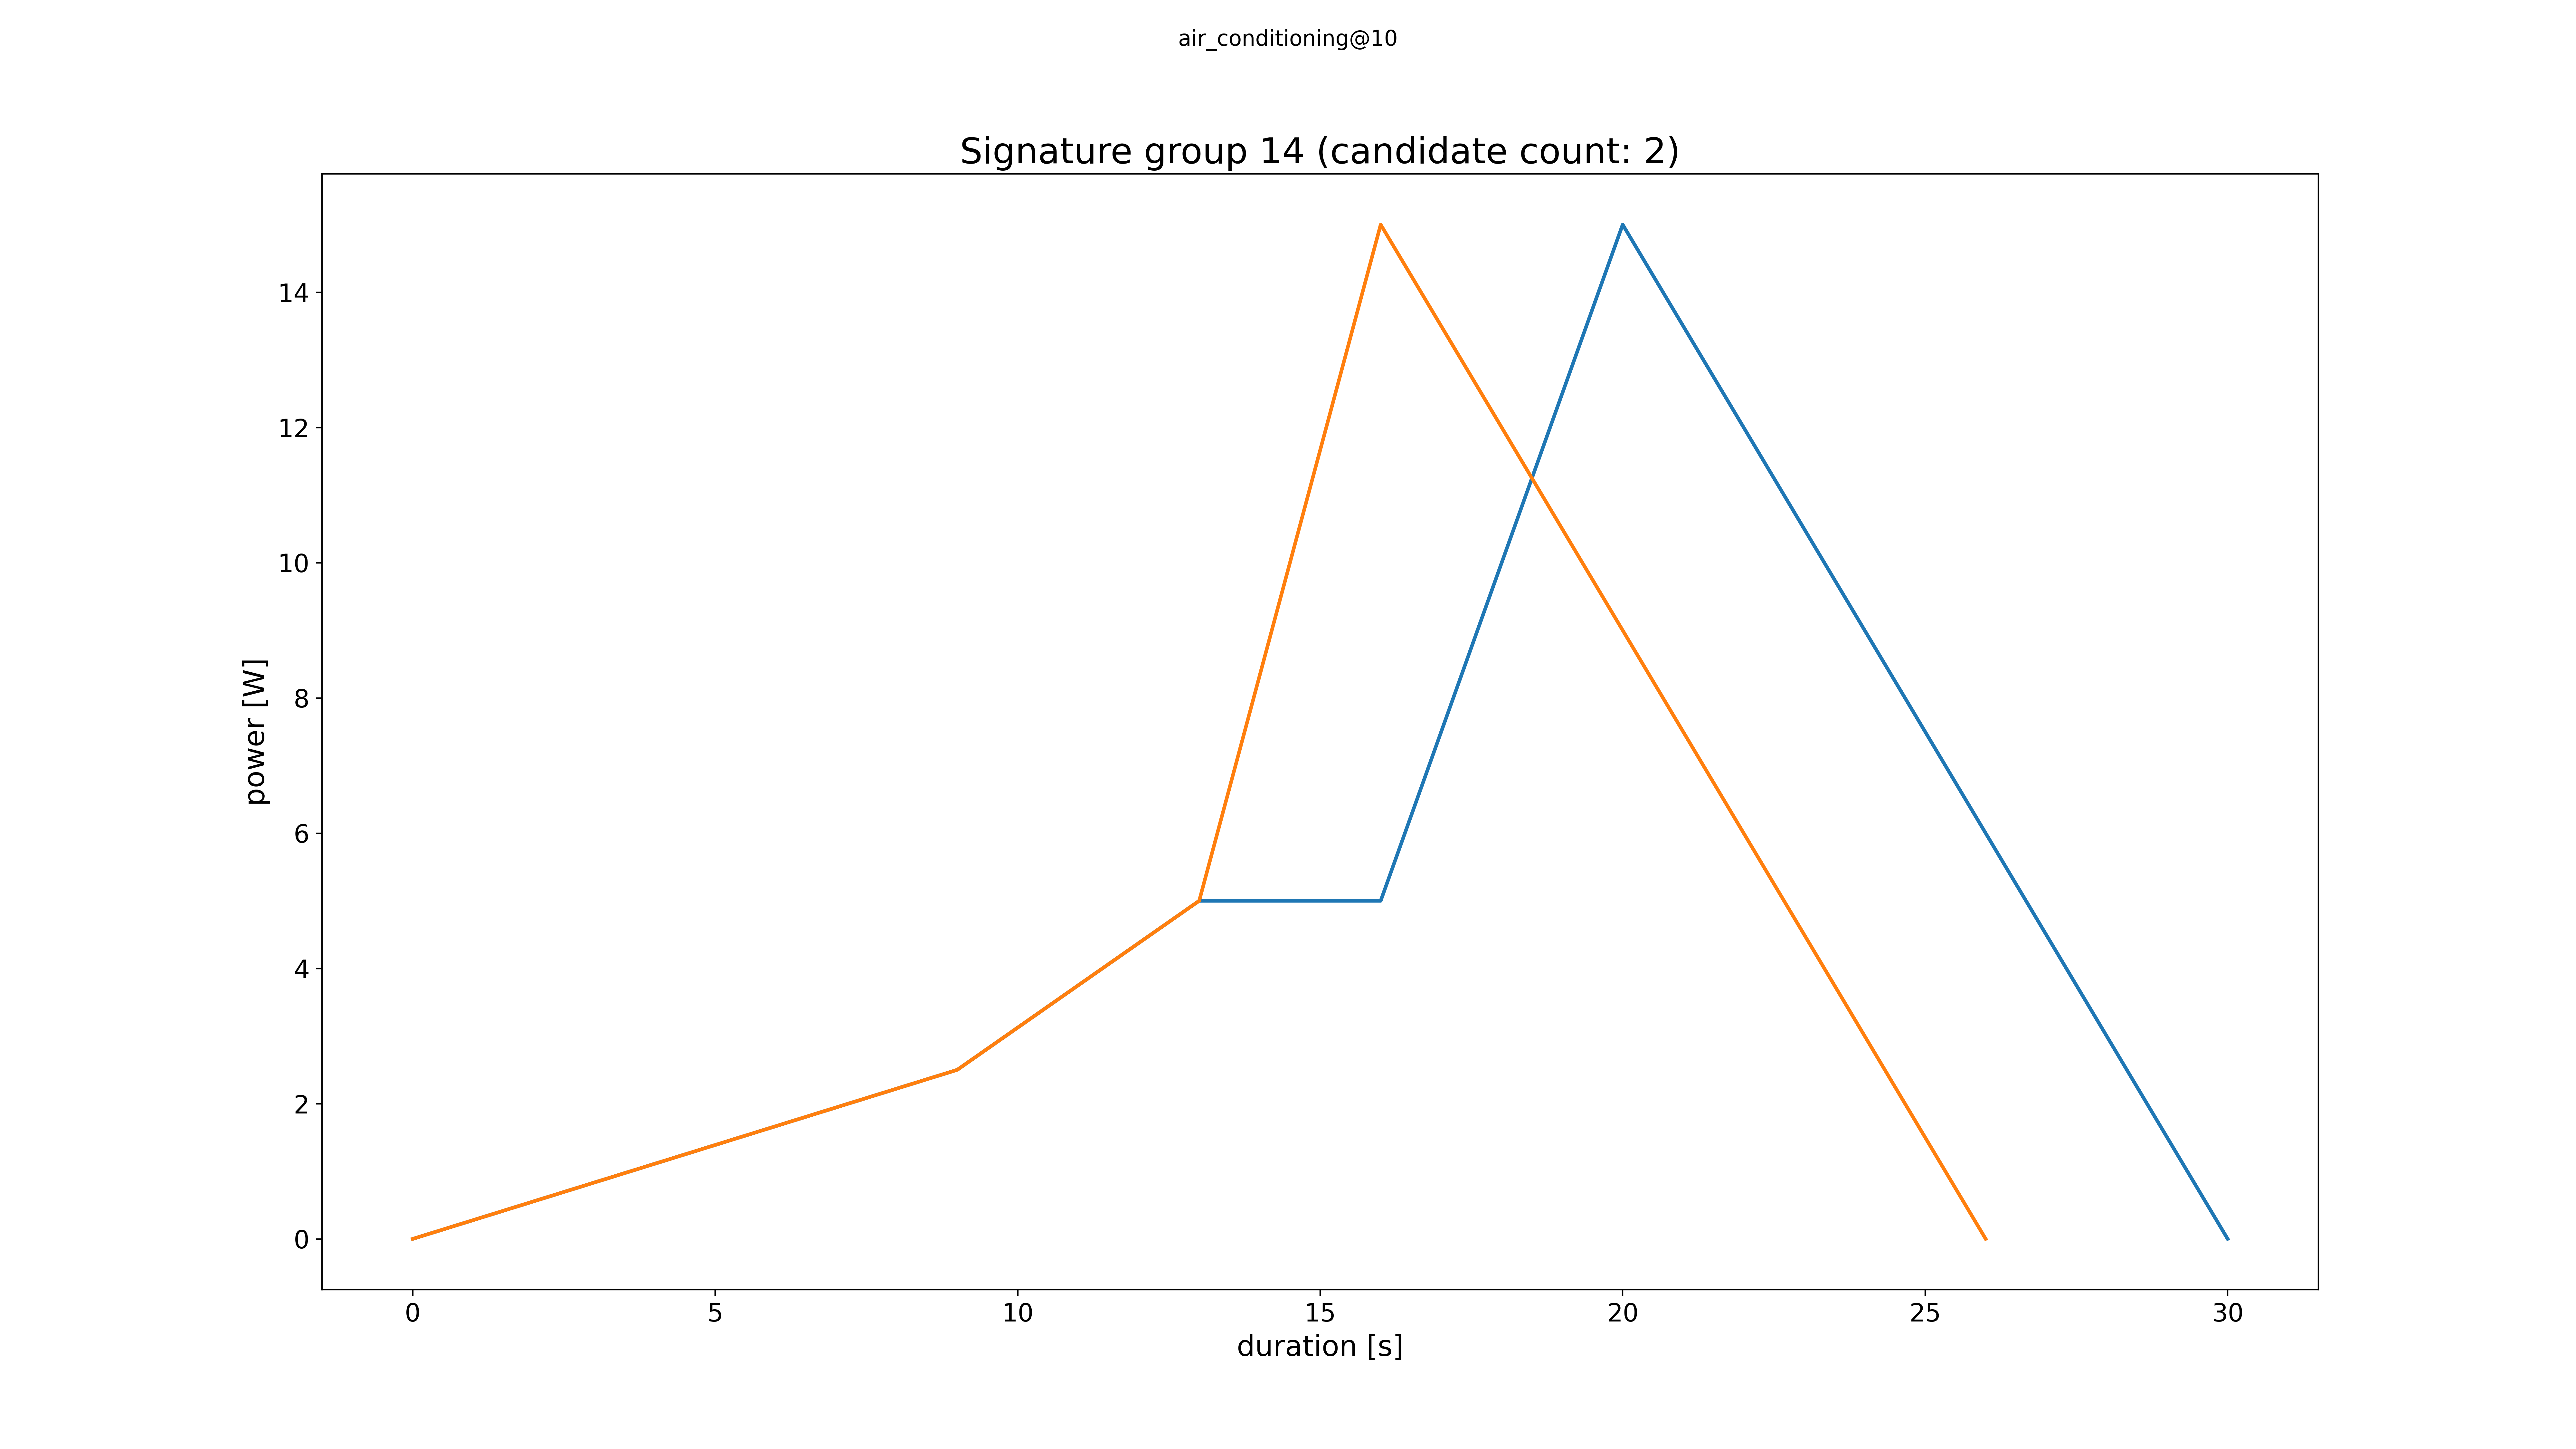 air_conditioning@10
Signature group 14 (candidate count: 2)
power [W]
14
12
10
8
6
4
2
0
0 5 10 15 20 25 30
duration [s]